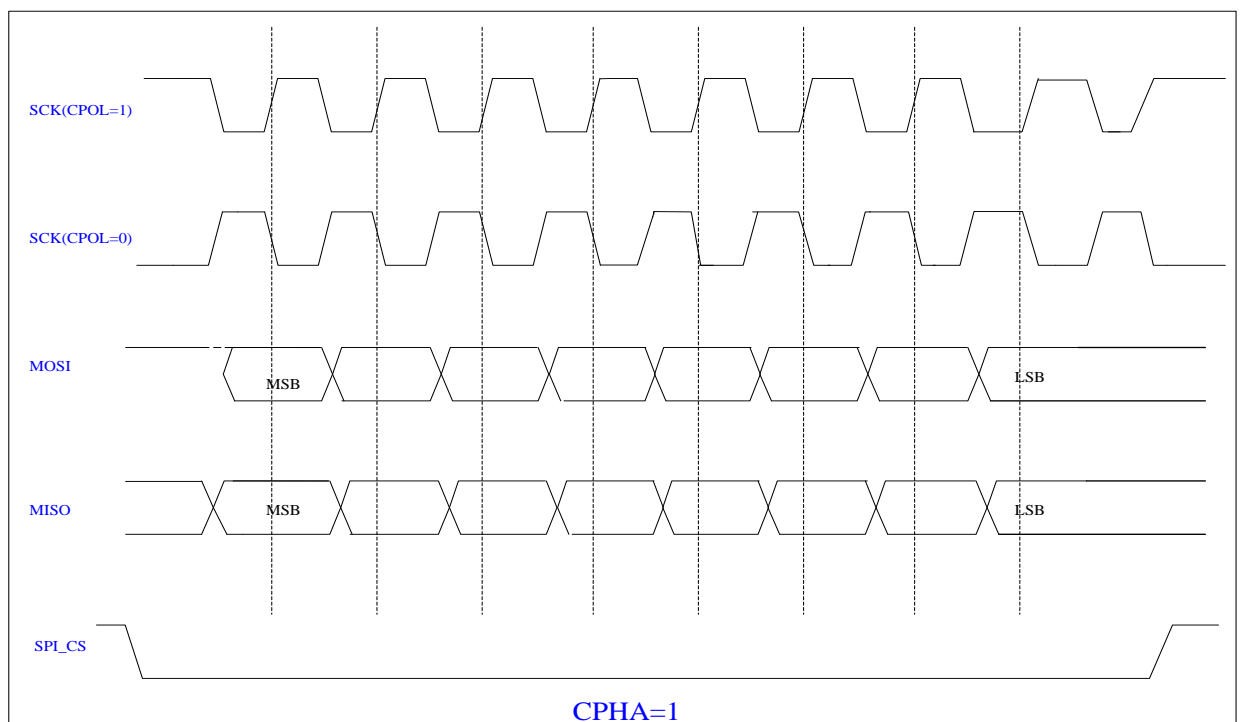 SCK(CPOL=1)
SCK(CPOL=0)
MOSI
MSB
LSB
MISO
MSB
LSB
SPI_CS
CPHA=1